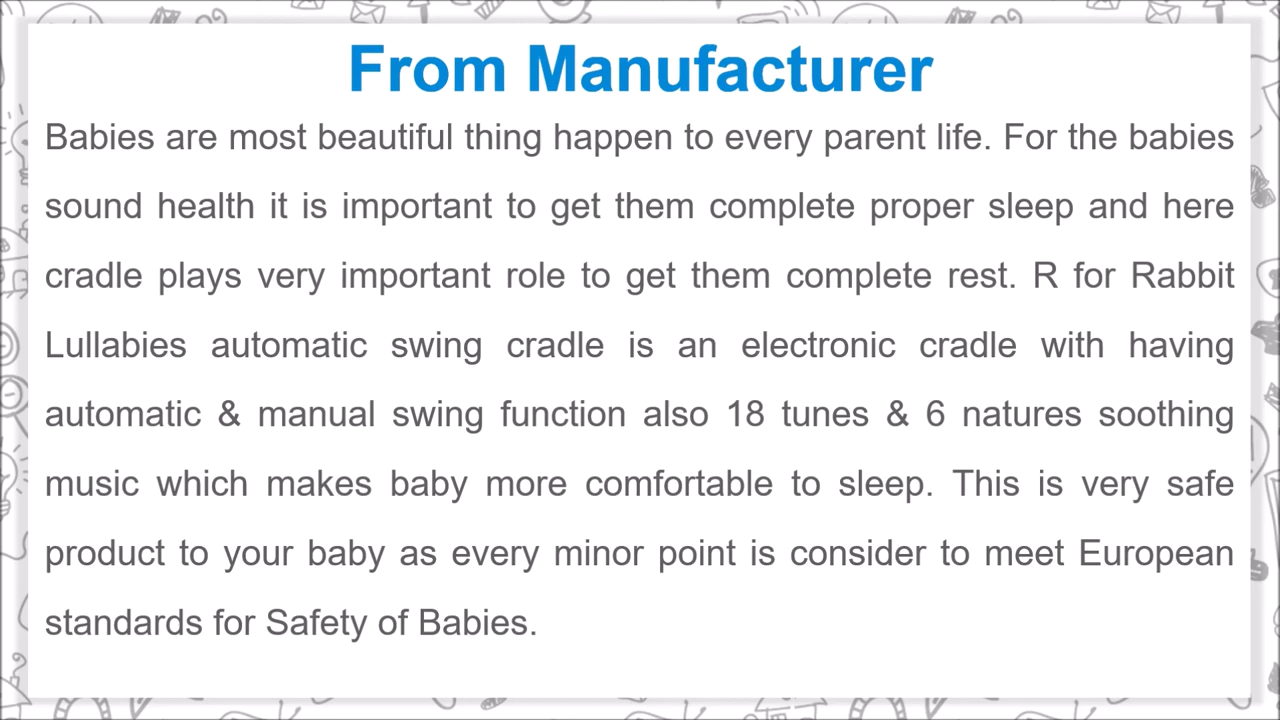 From Manufacturer
Babies are most beautiful thing happen to every parent life. For the babies
sound health it is important to get them complete proper sleep and here
cradle plays very important role to get them complete rest. R for Rabbit
Lullabies automatic swing cradle is an electronic cradle with having
automatic & manual swing function also 18 tunes & 6 natures soothing
music which makes baby more comfortable to sleep. This is very safe
product to your baby as every minor point is consider to meet European
standards for Safety of Babies.